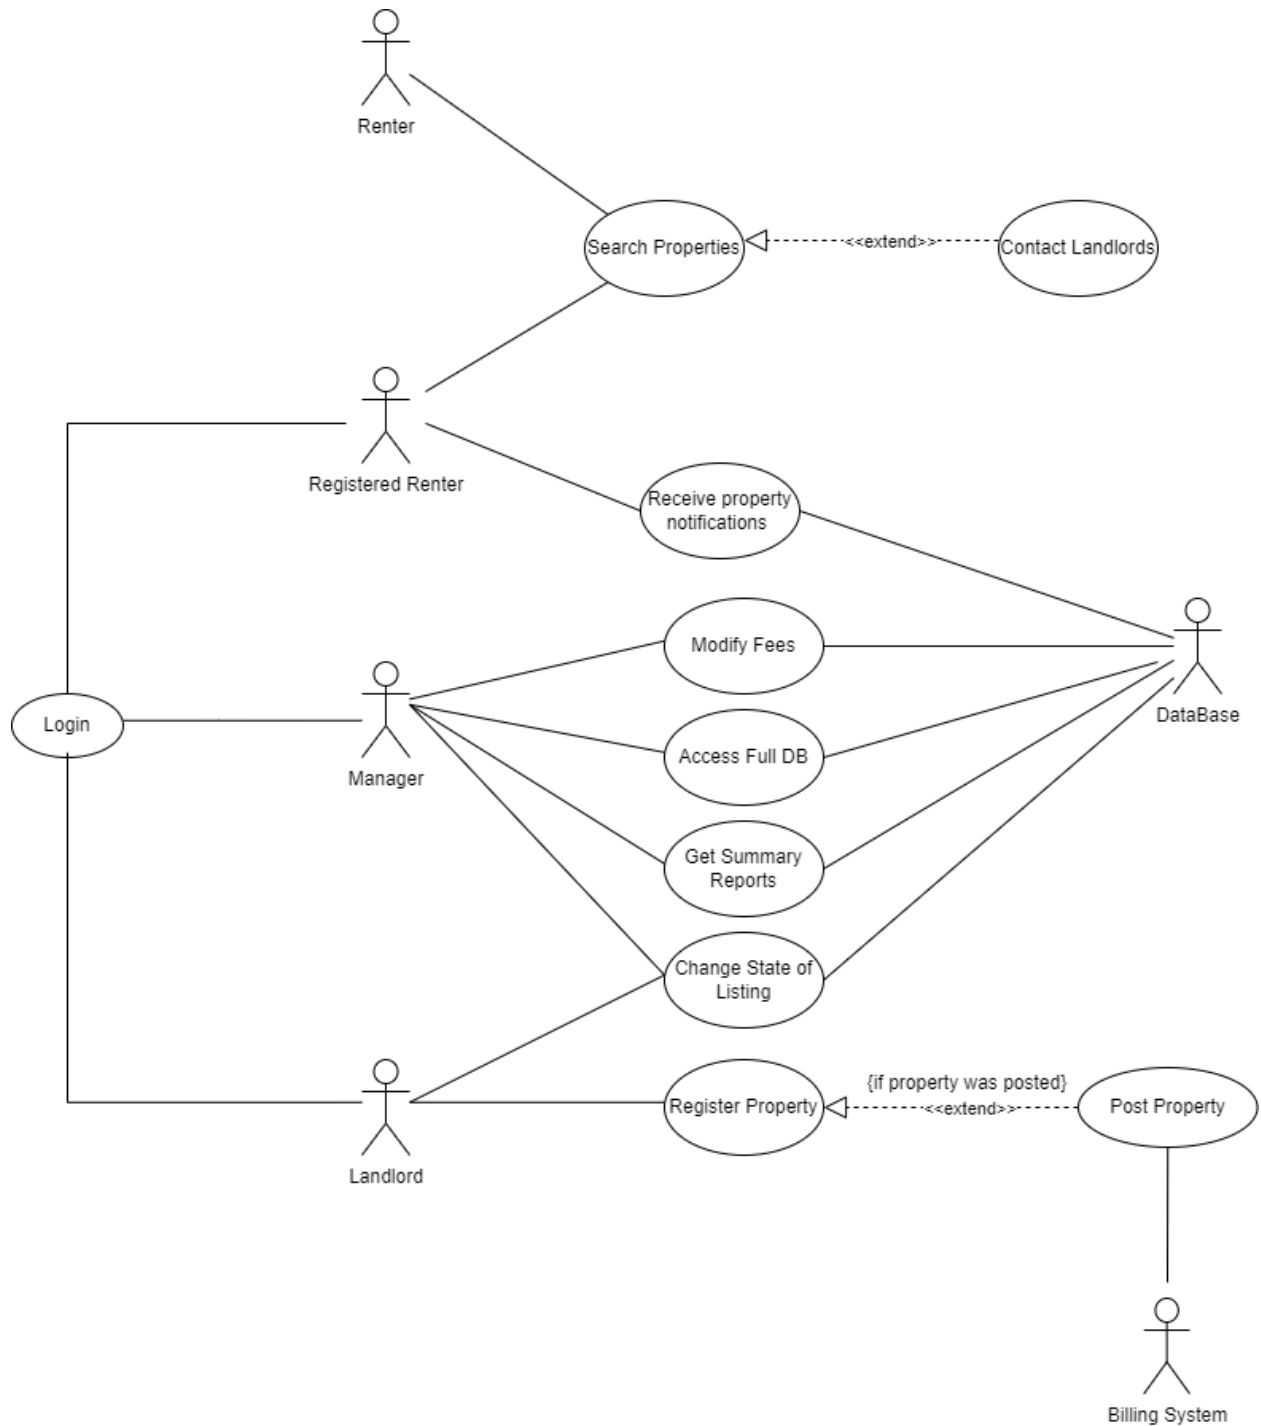 Renter
Search Properties
<<extend>>
Contact Landlords
Registered Renter
Receive property
notifications
Modify Fees
DataBase
Login
Access Full DB
Manager
Get Summary
Reports
Change State of
Listing
{if property was posted}
Register Property
<<extend>>
Post Property
Landlord
Billing System